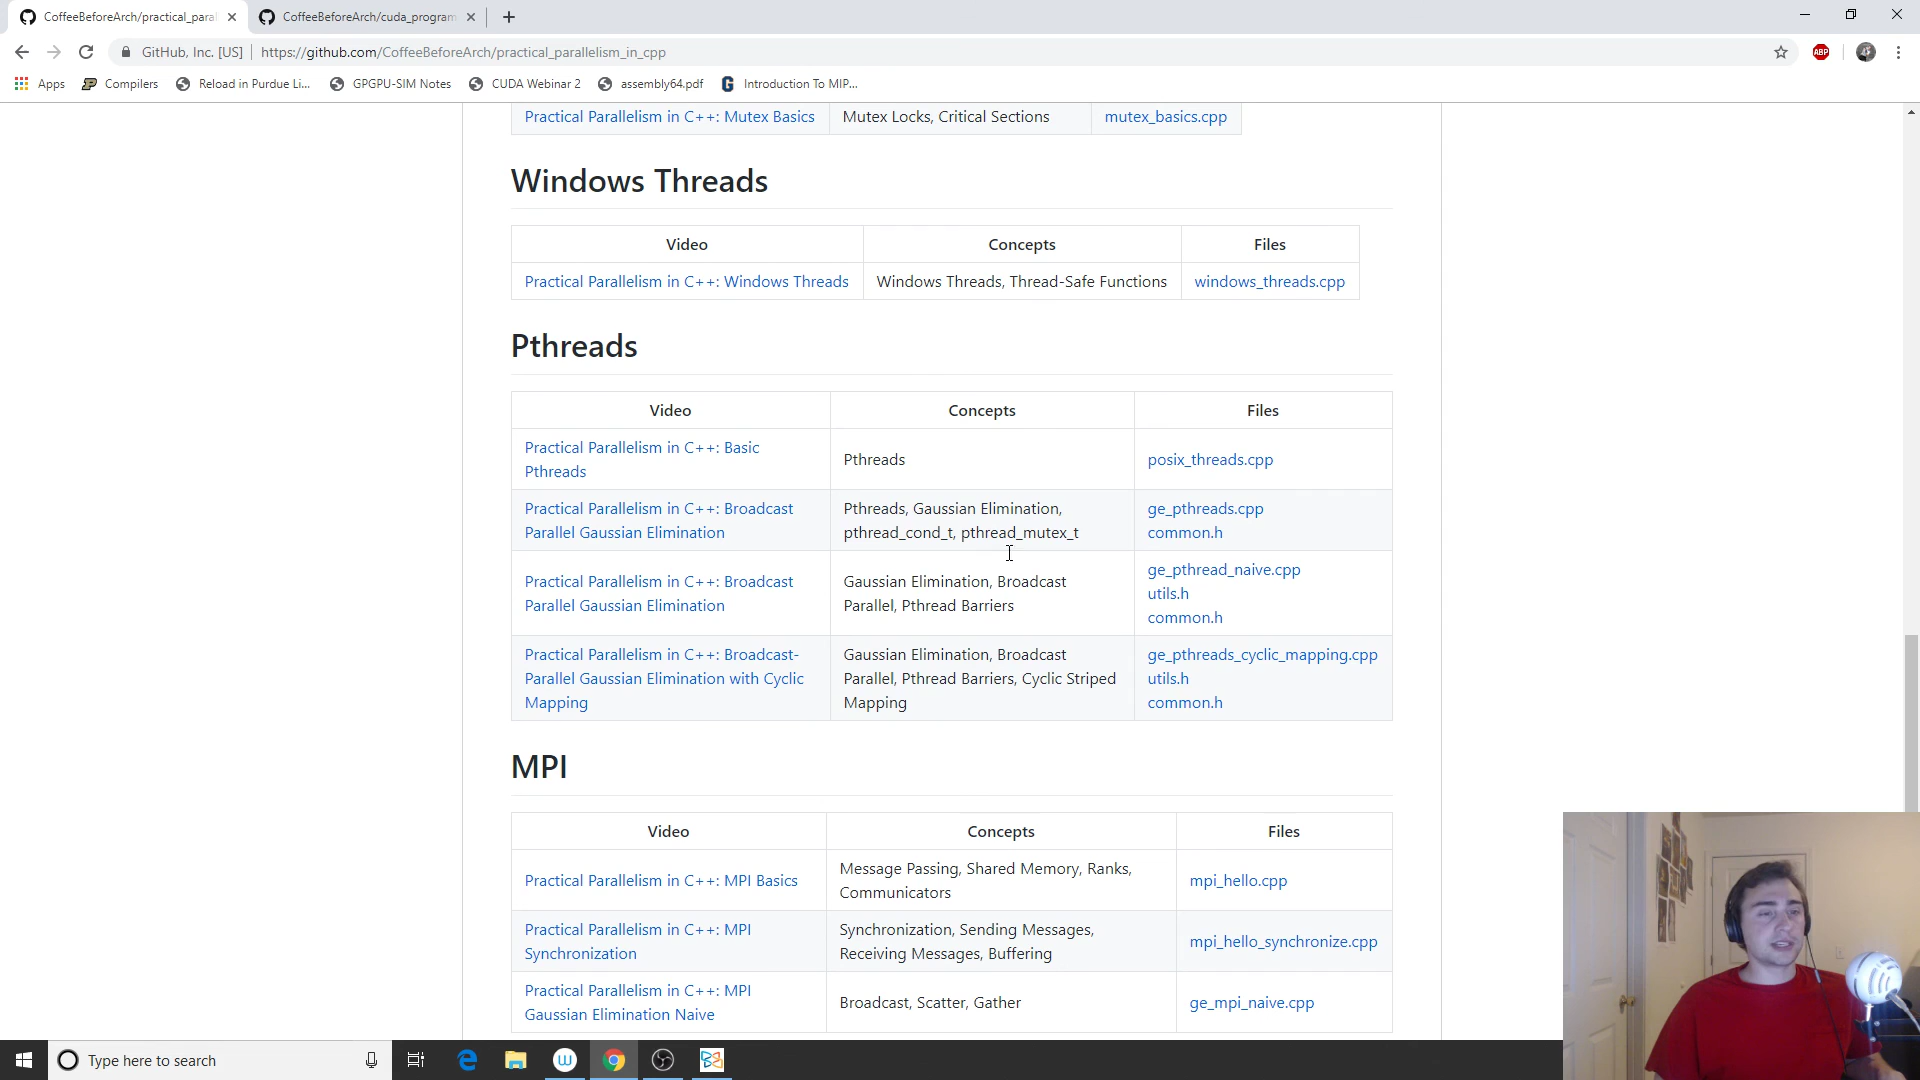 CoffeeBeforeArch/practical_paral
CoffeeBeforeArch/cuda_program
GitHub, Inc. [US]
https://github.com/CoffeeBeforeArch/practical_parallelism_in_cpp
ABP
Apps
Compilers
Reload in Purdue Li...
GPGPU-SIM Notes
CUDA Webinar 2
assembly64.pdf
Introduction To MIP...
Practical Parallelism in C++: Mutex Basics
Mutex Locks, Critical Sections
mutex_basics.cpp
Windows Threads
Video
Concepts
Files
Practical Parallelism in C++: Windows Threads
Windows Threads, Thread-Safe Functions
windows_threads.cpp
Pthreads
Video
Concepts
Files
Practical Parallelism in C++: Basic
Pthreads
Pthreads
posix_threads.cpp
Practical Parallelism in C++: Broadcast
Parallel Gaussian Elimination
Pthreads, Gaussian Elimination,
pthread_cond_t, pthread_mutex_t
ge_pthreads.cpp
common.h
Practical Parallelism in C++: Broadcast
Parallel Gaussian Elimination
Gaussian Elimination, Broadcast
Parallel, Pthread Barriers
ge_pthread_naive.cpp
utils.h
common.h
Practical Parallelism in C++: Broadcast-
Parallel Gaussian Elimination with Cyclic
Mapping
Gaussian Elimination, Broadcast
Parallel, Pthread Barriers, Cyclic Striped
Mapping
ge_pthreads_cyclic_mapping.cpp
utils.h
common.h
MPI
Video
Concepts
Files
Practical Parallelism in C++: MPI Basics
Message Passing, Shared Memory, Ranks,
Communicators
mpi_hello.cpp
Practical Parallelism in C++: MPI
Synchronization
Synchronization, Sending Messages,
Receiving Messages, Buffering
mpi_hello_synchronize.cpp
Practical Parallelism in C++: MPI
Gaussian Elimination Naive
Broadcast, Scatter, Gather
ge_mpi_naive.cpp
Type here to search